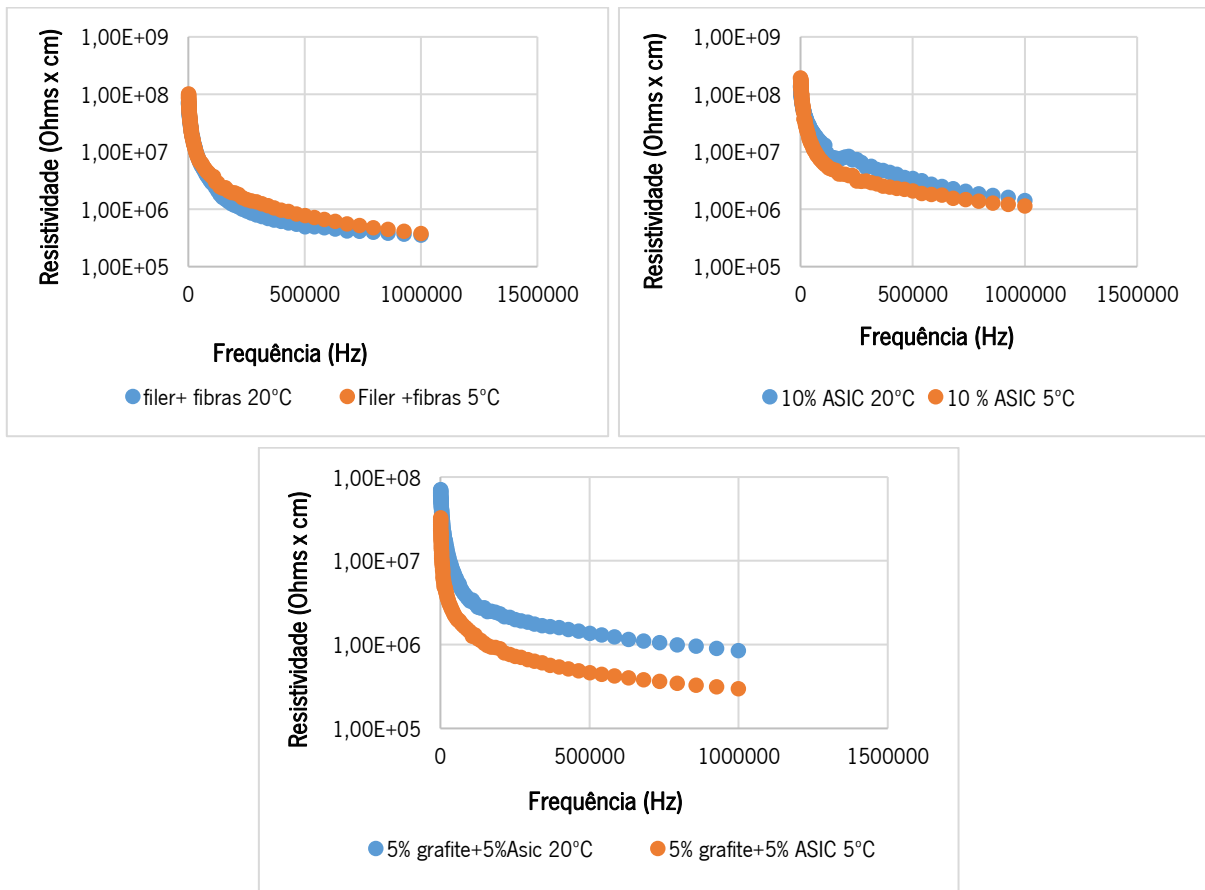 1,00E+09
1,00E+08
1,00E+07
1,00E+06
1,00E+05
Resistividade (Ohms x cm)
0 500000 1000000 1500000
Frequência (Hz)
filer+ fibras 20°C Filer +fibras 5°C
1,00E+09
1,00E+08
1,00E+07
1,00E+06
1,00E+05
Resistividade (Ohms x cm)
0 500000 1000000 1500000
Frequência (Hz)
10% ASIC 20°C 10 % ASIC 5°C
1,00E+08
1,00E+07
1,00E+06
1,00E+05
Resistividade (Ohms x cm)
0 500000 1000000 1500000
Frequência (Hz)
5% grafite+5%Asic 20°C 5% grafite+5% ASIC 5°C